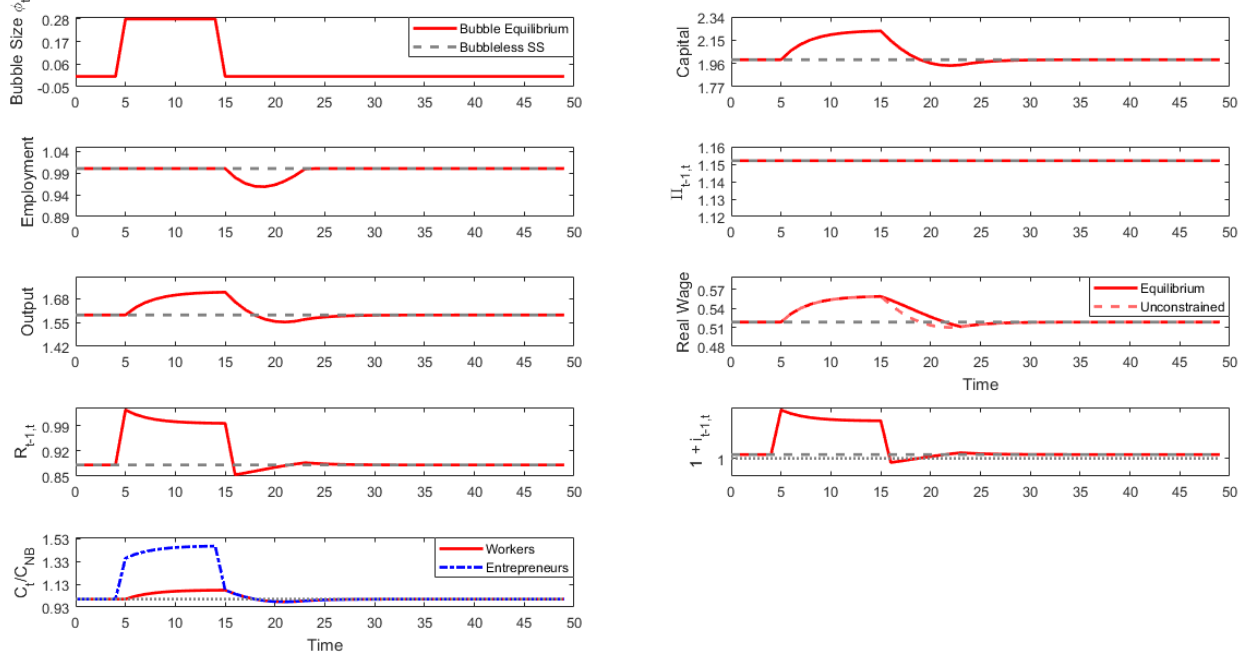 Bubble Size ϕt
0.28
0.17
0.06
-0.05
0 5 10 15 20 25 30 35 40 45 50
Bubble Equilibrium
Bubbleless SS
Capital
2.34
2.15
1.96
1.77
0 5 10 15 20 25 30 35 40 45 50
Employment
1.04
0.99
0.94
0.89
0 5 10 15 20 25 30 35 40 45 50
Π t-1,t
1.16
1.15
1.14
1.13
1.12
0 5 10 15 20 25 30 35 40 45 50
Output
1.68
1.55
1.42
0 5 10 15 20 25 30 35 40 45 50
Real Wage
0.57
0.54
0.51
0.48
0 5 10 15 20 25 30 35 40 45 50
Equilibrium
Unconstrained
Time
R t-1,t
0.99
0.92
0.85
0 5 10 15 20 25 30 35 40 45 50
1 + i t-1,t
1
0 5 10 15 20 25 30 35 40 45 50
Ct/CNB
1.53
1.33
1.13
0.93
0 5 10 15 20 25 30 35 40 45 50
Workers
Entrepreneurs
Time